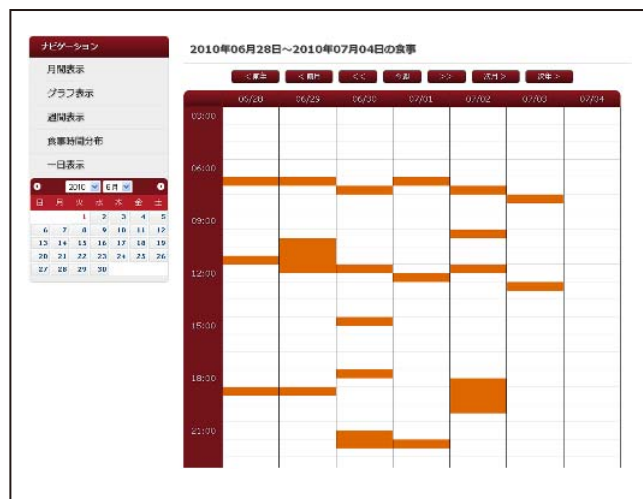 ナビゲーション
月間表示
グラフ表示
週間表示
食事時間分布
一日表示
2010 6月
日 月 火 水 木 金 土
1 2 3 4 5
6 7 8 9 10 11 12
13 14 15 16 17 18 19
20 21 22 23 24 25 26
27 28 29 30
2010年06月28日～2010年07月04日の食事
<前年 <前月 << 今週 >> 次月> 次年>
06/28 06/29 06/30 07/01 07/02 07/03 07/04
03:00
06:00
09:00
12:00
15:00
18:00
21:00